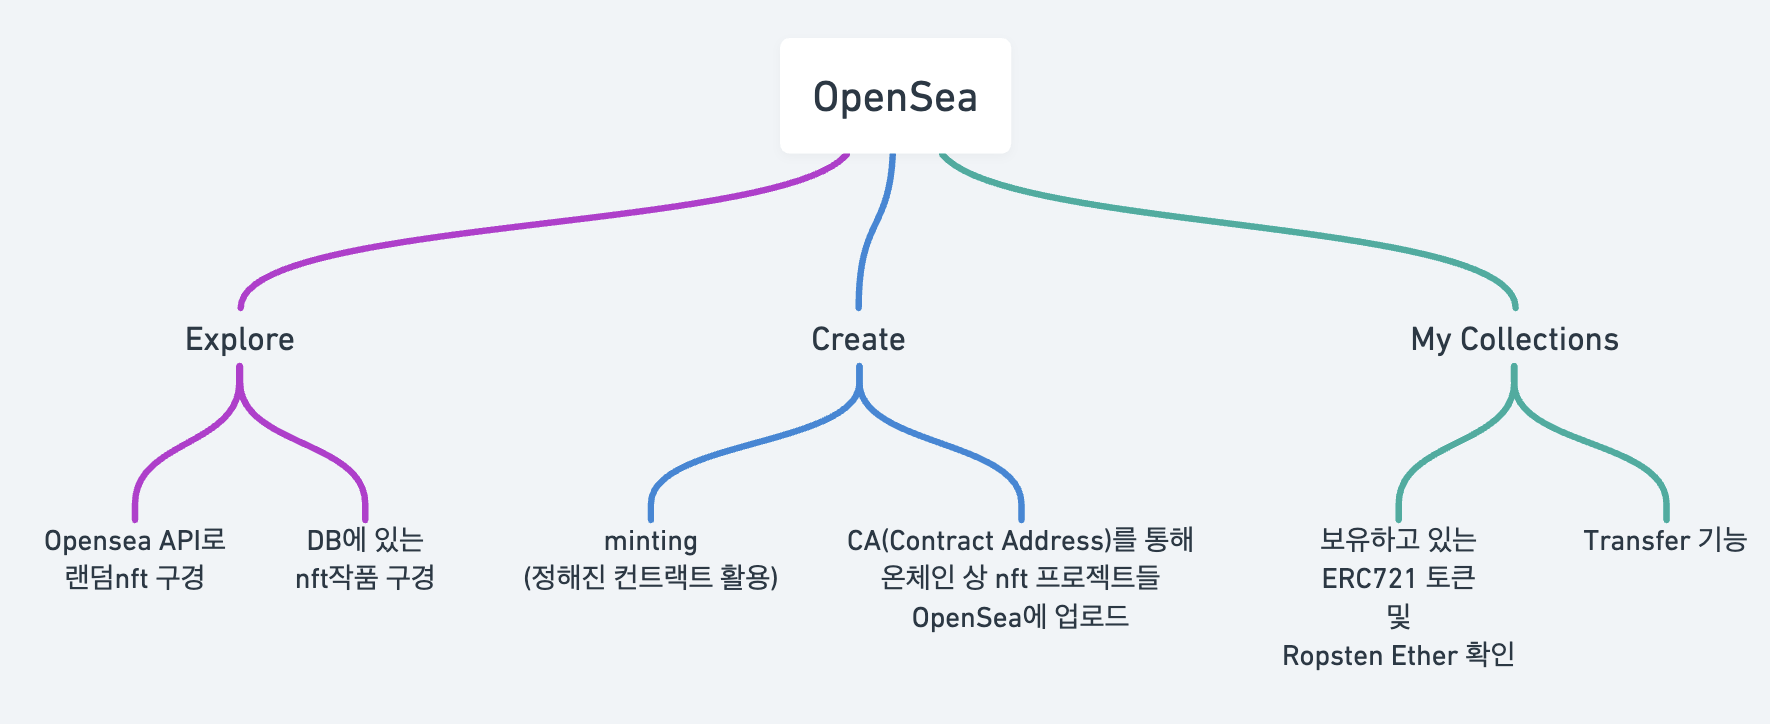 OpenSea
Explore
Create
My Collections
Opensea API로
랜덤nft 구경
DB에 있는
nft작품 구경
minting
(정해진 컨트랙트 활용)
CA(Contract Address)를 통해
온체인 상 nft 프로젝트들
OpenSea에 업로드
보유하고 있는
ERC721 토큰
및
Ropsten Ether 확인
Transfer 기능